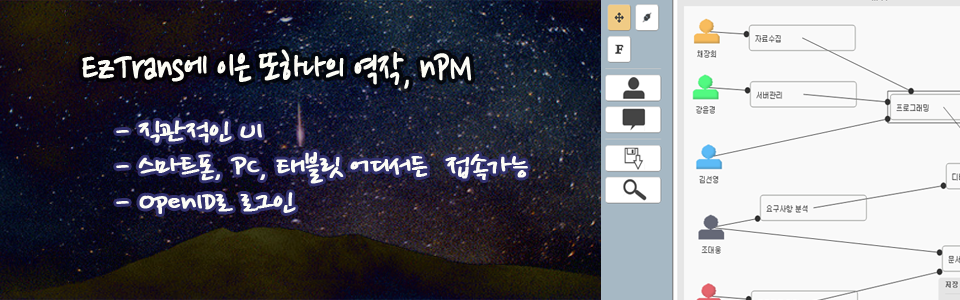 EzTrans에 이은 또하나의 역작, nPM
- 직관적인 UI
- 스마트폰, PC, 태블릿 어디서든 접속가능
- OpenID로 로그인
F
채장희
자료수집
강윤경
서버관리
프로그래밍
김선영
요구사항 분석
조대웅
디
문서
저장